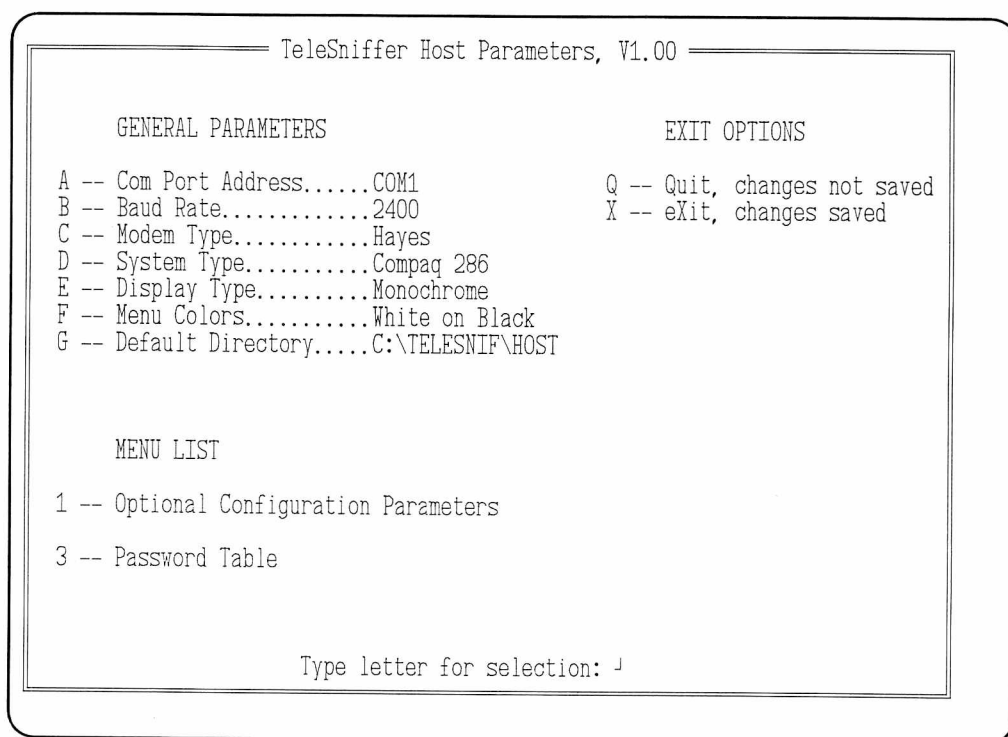 TeleSniffer Host Parameters, V1.00
GENERAL PARAMETERS
A -- Com Port Address......COM1
B -- Baud Rate.............2400
C -- Modem Type............Hayes
D -- System Type...........Compaq 286
E -- Display Type..........Monochrome
F -- Menu Colors...........White on Black
G -- Default Directory.....C:\TELESNIF\HOST
EXIT OPTIONS
Q -- Quit, changes not saved
X -- eXit, changes saved
MENU LIST
1 -- Optional Configuration Parameters
3 -- Password Table
Type letter for selection: ┘